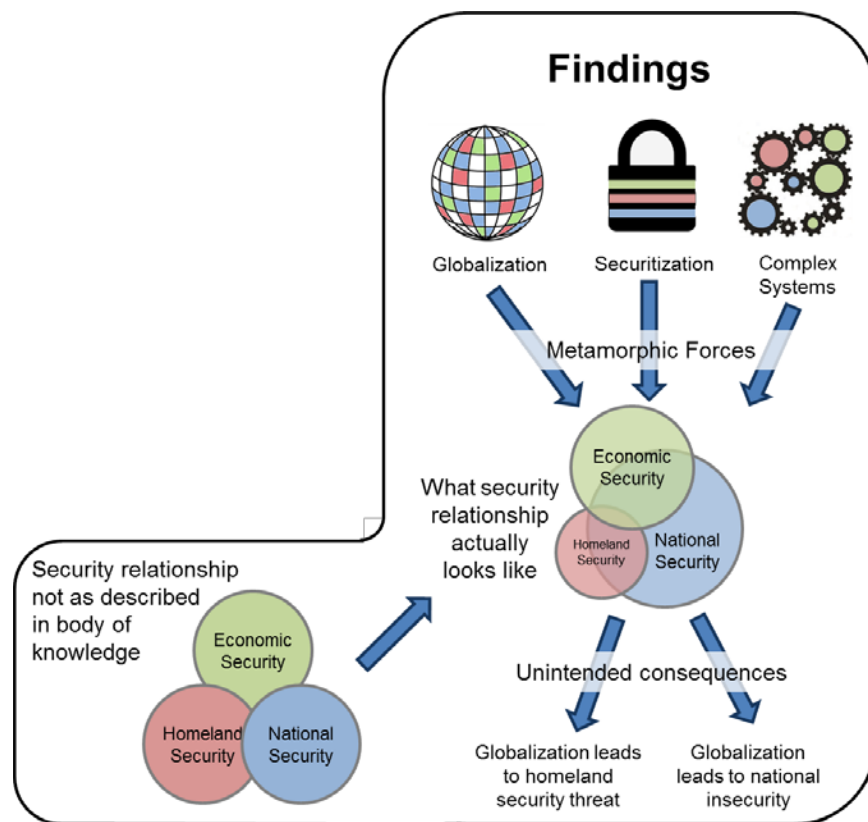 Findings
Globalization
Securitization
Complex
Systems
Metamorphic Forces
Economic
Security
What security
relationship
actually
looks like
Homeland
Security
National
Security
Security relationship
not as described
in body of
knowledge
Economic
Security
Homeland
Security
National
Security
Unintended consequences
Globalization leads
to homeland
security threat
Globalization
leads to national
insecurity